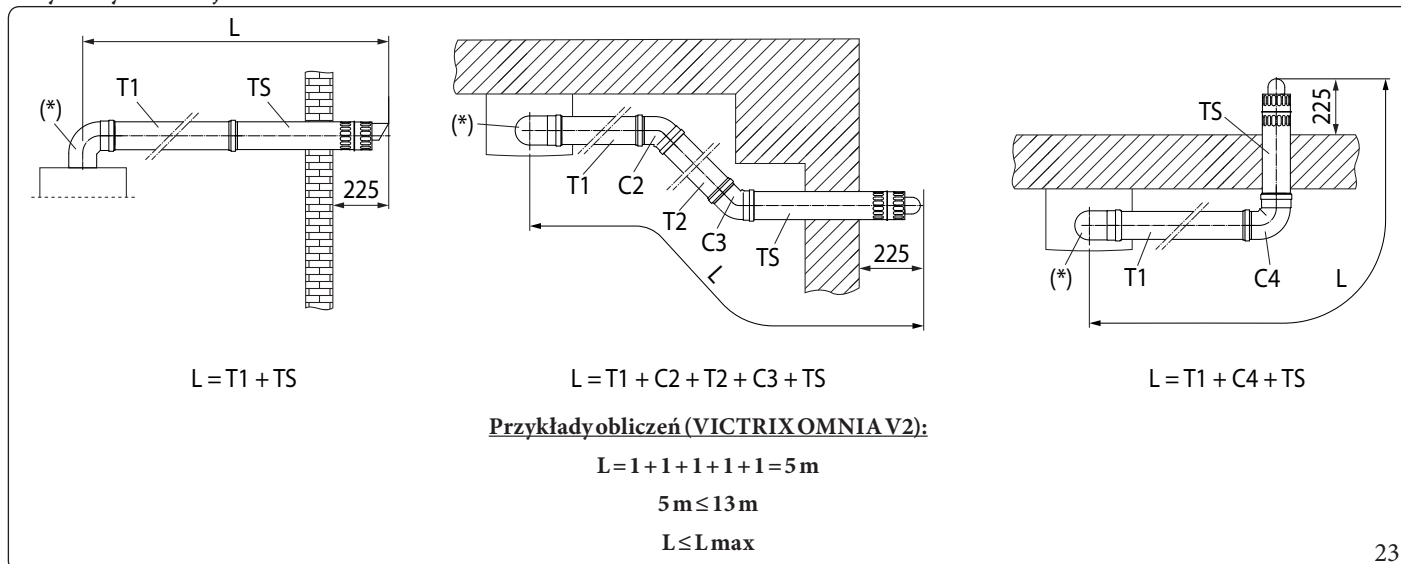 L
T1
TS
(*)
225
L = T1 + TS
(*)
T1
C2
T2
C3
TS
225
L
L = T1 + C2 + T2 + C3 + TS
TS
225
(*)
T1
C4
L
L = T1 + C4 + TS
Przykłady obliczeń (VICTRIX OMNIA V2):
L = 1 + 1 + 1 + 1 + 1 = 5 m
5 m ≤ 13 m
L ≤ L max
23